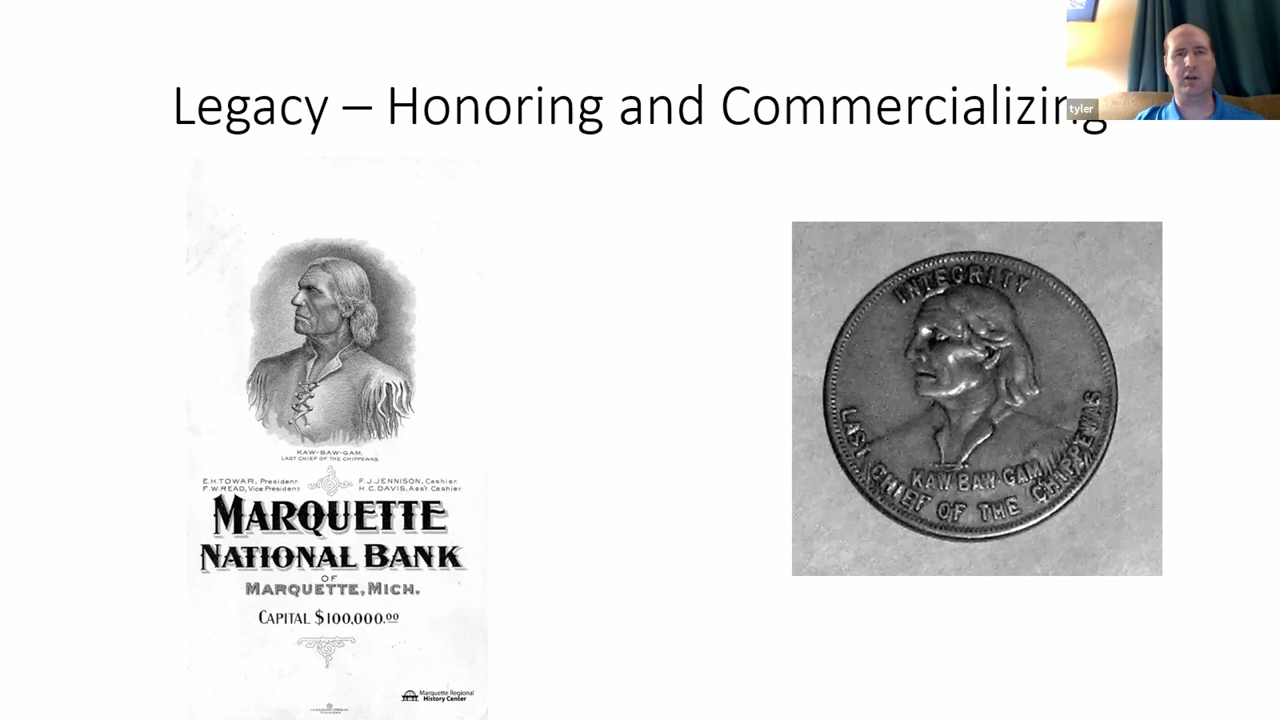 Legacy – Honoring and Commercializing
tyler
KAW-BAW-GAM.
LAST CHIEF OF THE CHIPPEWAS.
E.H. TOWAR, President.
F.W. READ, Vice President.
F.J. JENNISON, Cashier.
H.C. DAVIS, Ass't. Cashier.
MARQUETTE
NATIONAL BANK
OF
MARQUETTE, MICH.
CAPITAL $100,000.00
Marquette Regional
History Center
INTEGRITY
KAW BAW-GAM
LAST CHIEF OF THE CHIPPEWAS